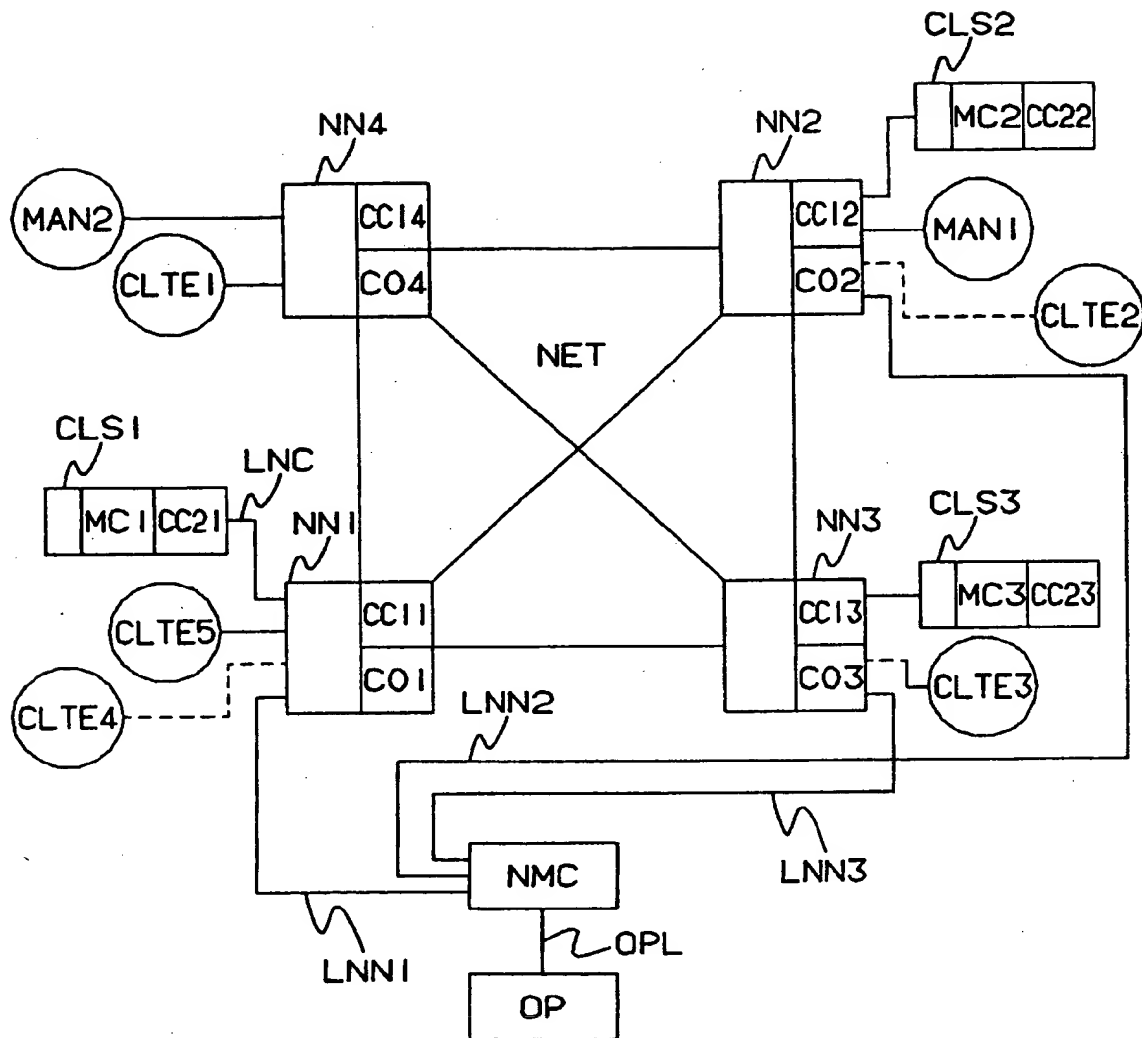 CLS2
NN4
NN2
MC2 CC22
MAN2
CC14
CC12
MAN1
CLTE1
CO4
CO2
CLTE2
NET
CLS1
LNC
CLS3
MC1 CC21
NN1
NN3
MC3 CC23
CC11
CC13
CLTE5
CO1
CO3
CLTE3
CLTE4
LNN2
NMC
LNN3
OPL
LNN1
OP